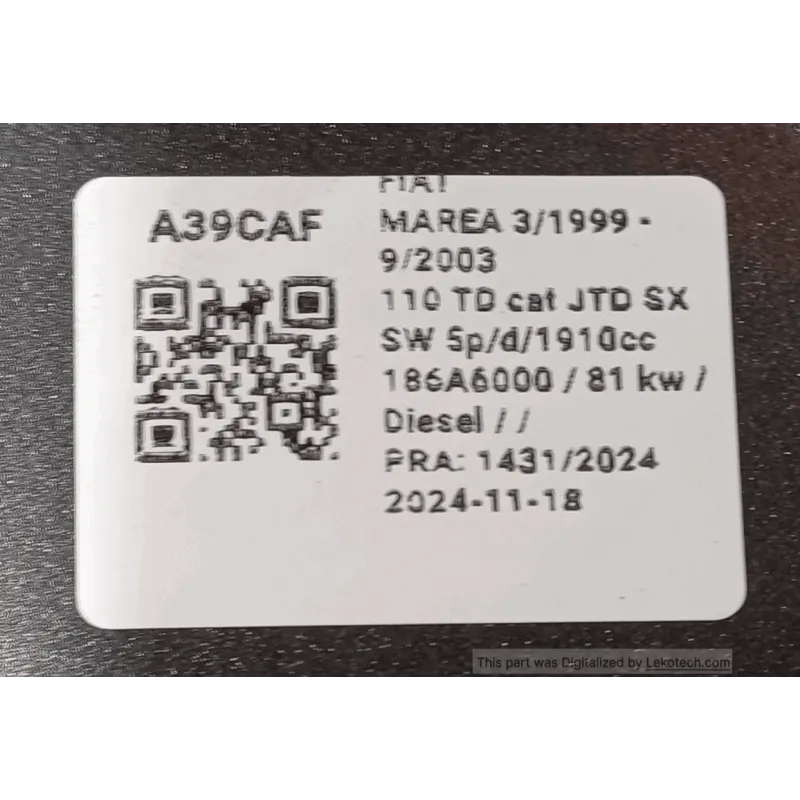 A39CAF
FIAT
MAREA 3/1999 -
9/2003
110 TD cat JTD SX
SW 5p/d/1910cc
186A6000 / 81 kw /
Diesel / /
PRA: 1431/2024
2024-11-18
This part was Digitalized by Lekotech.com